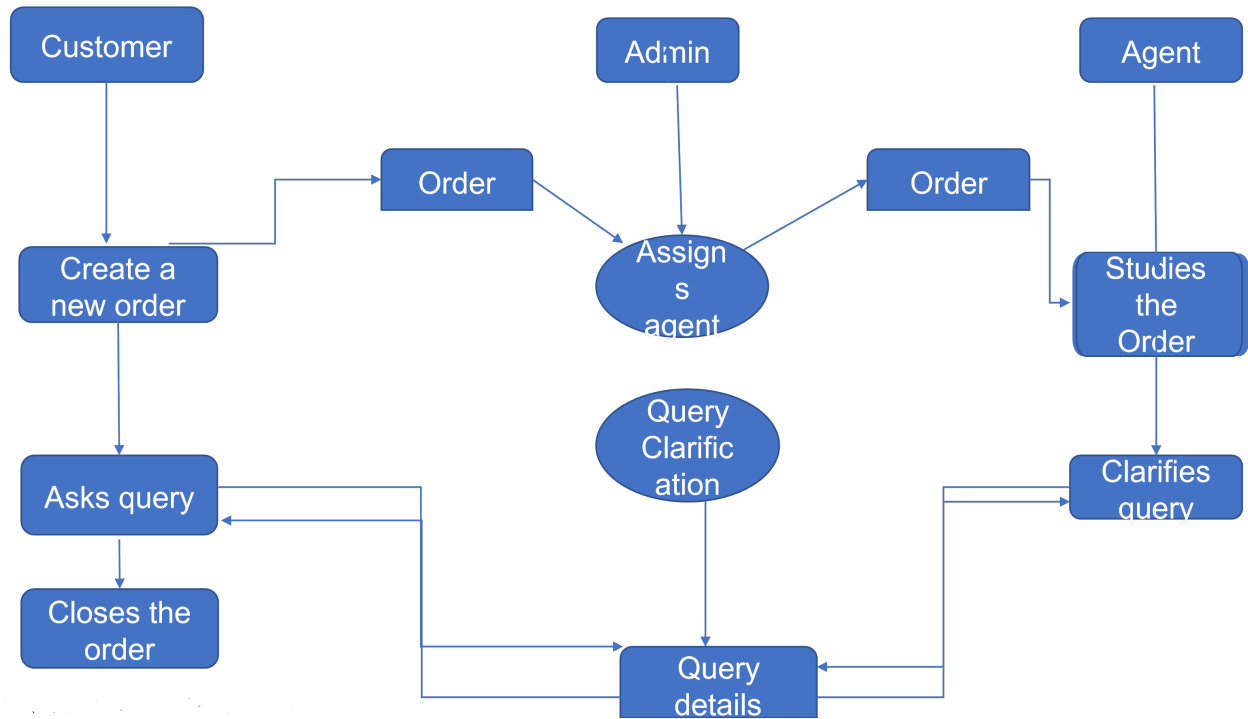 Customer
Admin
Agent
Order
Order
Create a
new order
Assign
s
agent
Studies
the
Order
Query
Clarific
ation
Asks query
Clarifies
query
Closes the
order
Query
details